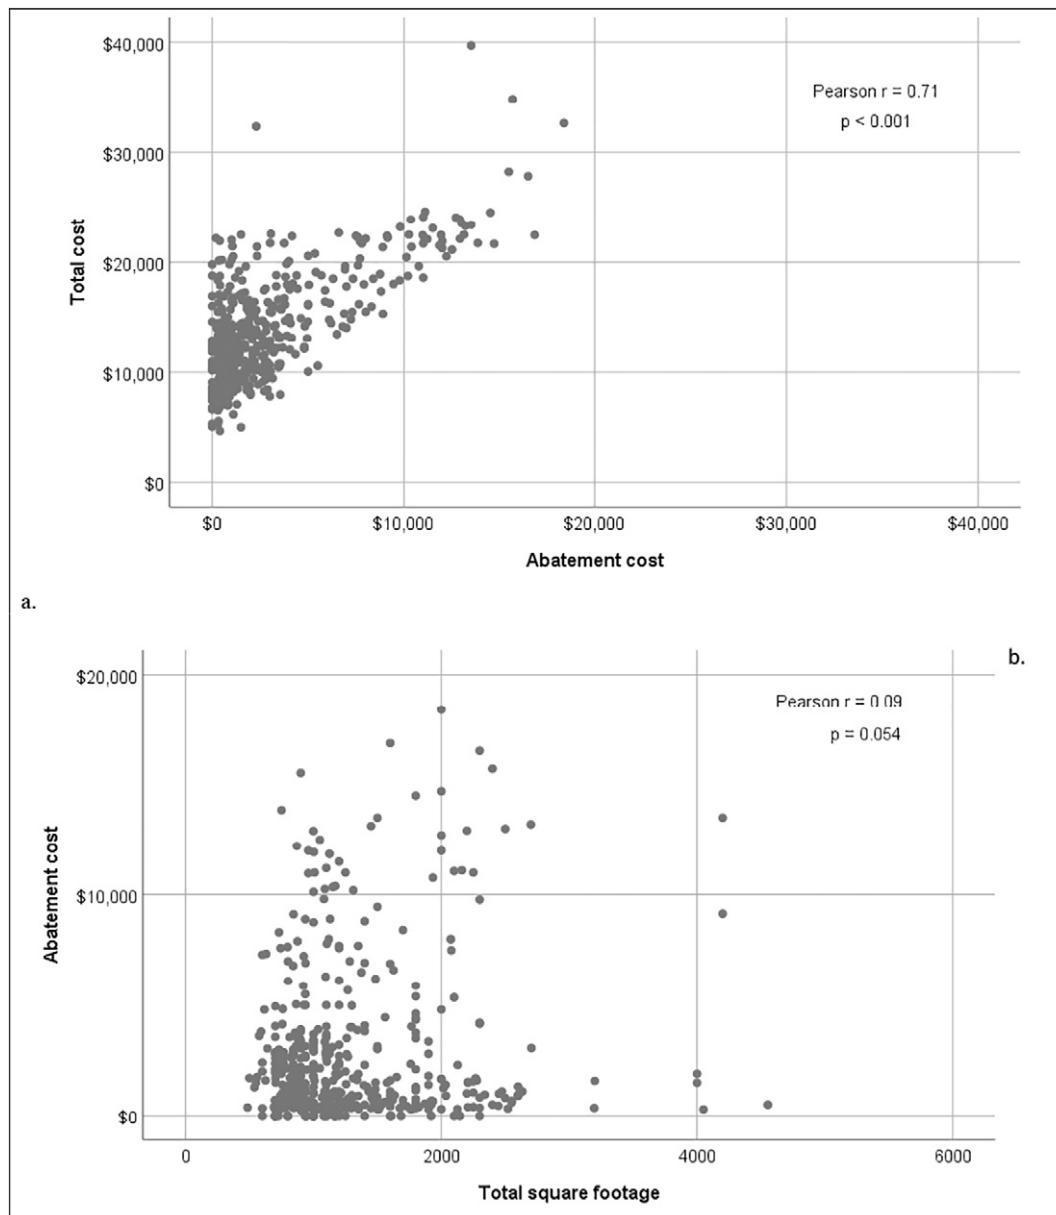 $40,000
$30,000
$20,000
$10,000
$0
Total cost
Pearson r = 0.71
p < 0.001
$0 $10,000 $20,000 $30,000 $40,000
Abatement cost
a.
b.
$20,000
$10,000
$0
Abatement cost
Pearson r = 0.09
p = 0.054
0 2000 4000 6000
Total square footage